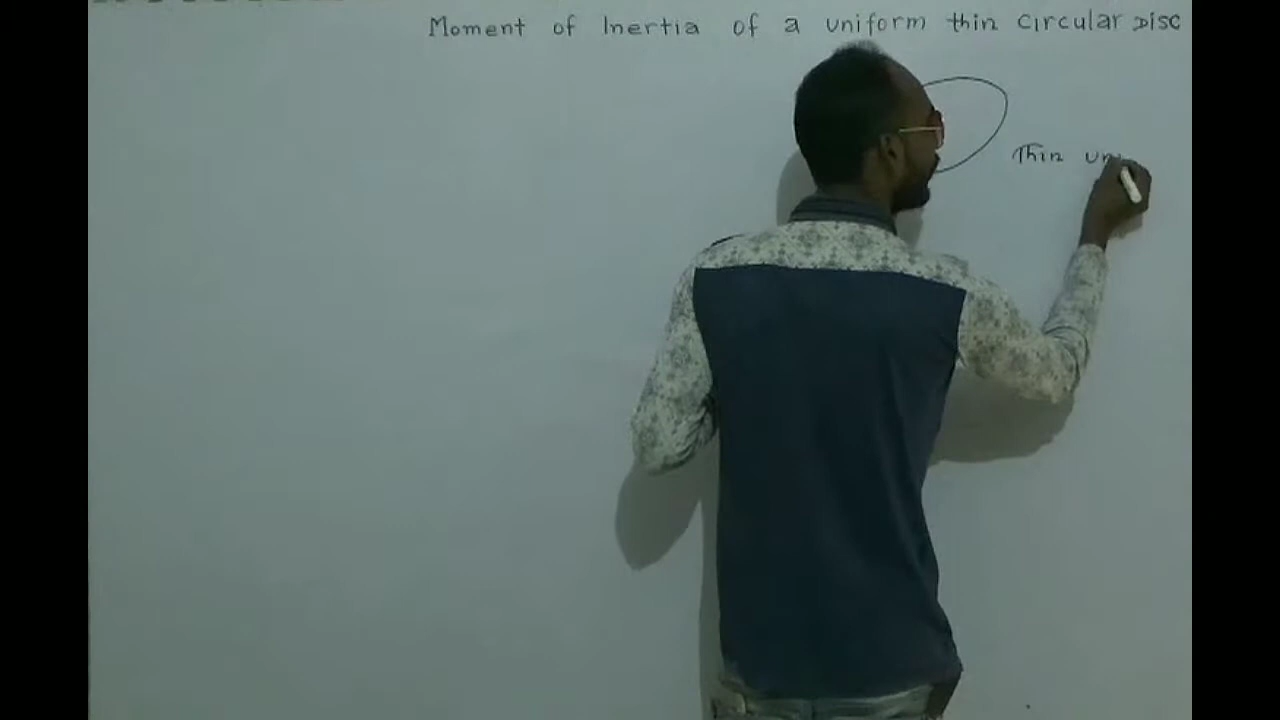 Moment of Inertia of a uniform thin circular Disc
Thin